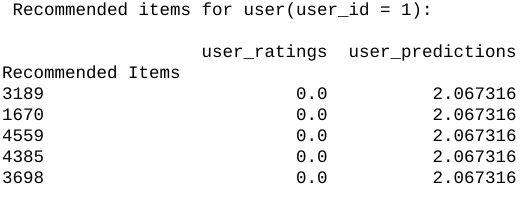 Recommended items for user(user_id = 1):
user_ratings user_predictions
Recommended Items
3189 0.0 2.067316
1670 0.0 2.067316
4559 0.0 2.067316
4385 0.0 2.067316
3698 0.0 2.067316